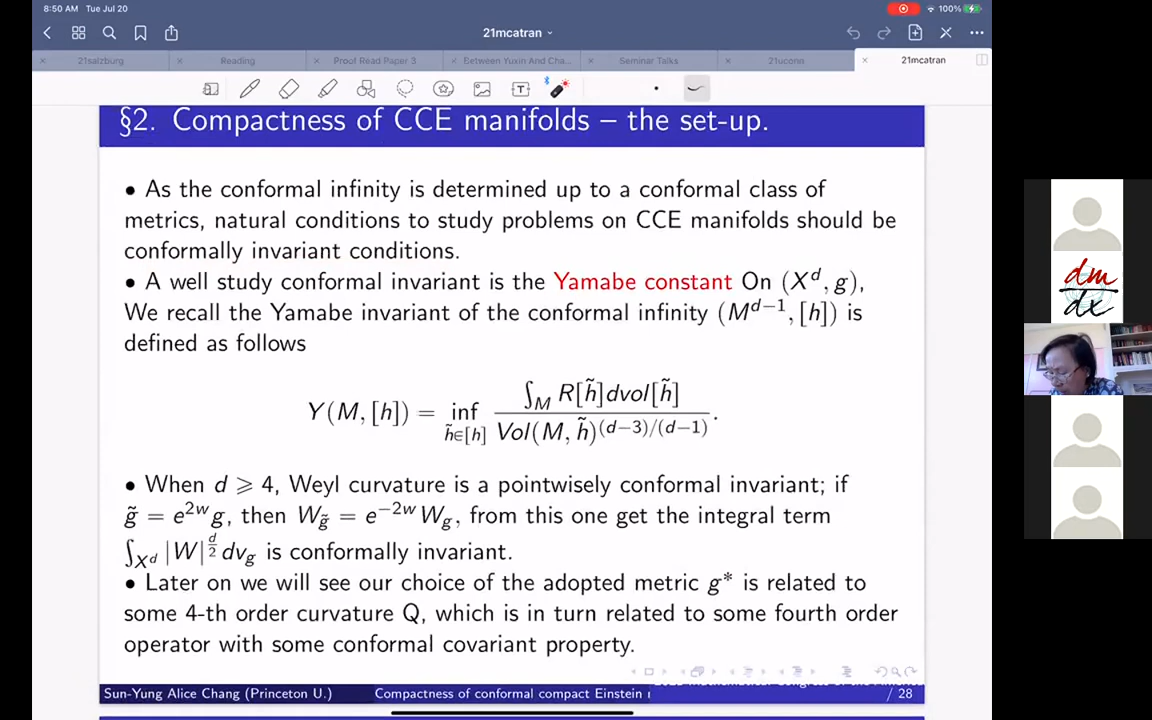 8:50 AM Tue Jul 20
100%
21mcatran
21salzburg
Reading
Proof Read Paper 3
Between Yuxin And Cha...
Seminar Talks
21uconn
21mcatran
§2. Compactness of CCE manifolds – the set-up.
• As the conformal infinity is determined up to a conformal class of
metrics, natural conditions to study problems on CCE manifolds should be
conformally invariant conditions.
• A well study conformal invariant is the Yamabe constant On (X^d, g),
We recall the Yamabe invariant of the conformal infinity (M^{d−1}, [h]) is
defined as follows
Y(M, [h]) = inf_{h̃∈[h]} ∫_M R[h̃]dvol[h̃] / Vol(M, h̃)^{(d−3)/(d−1)}.
• When d ⩾ 4, Weyl curvature is a pointwisely conformal invariant; if
g̃ = e^{2w}g, then W_{g̃} = e^{−2w}W_g, from this one get the integral term
∫_{X^d} |W|^{d/2} dv_g is conformally invariant.
• Later on we will see our choice of the adopted metric g* is related to
some 4-th order curvature Q, which is in turn related to some fourth order
operator with some conformal covariant property.
Sun-Yung Alice Chang (Princeton U.)
Compactness of conformal compact Einstein
/ 28
dm
dx